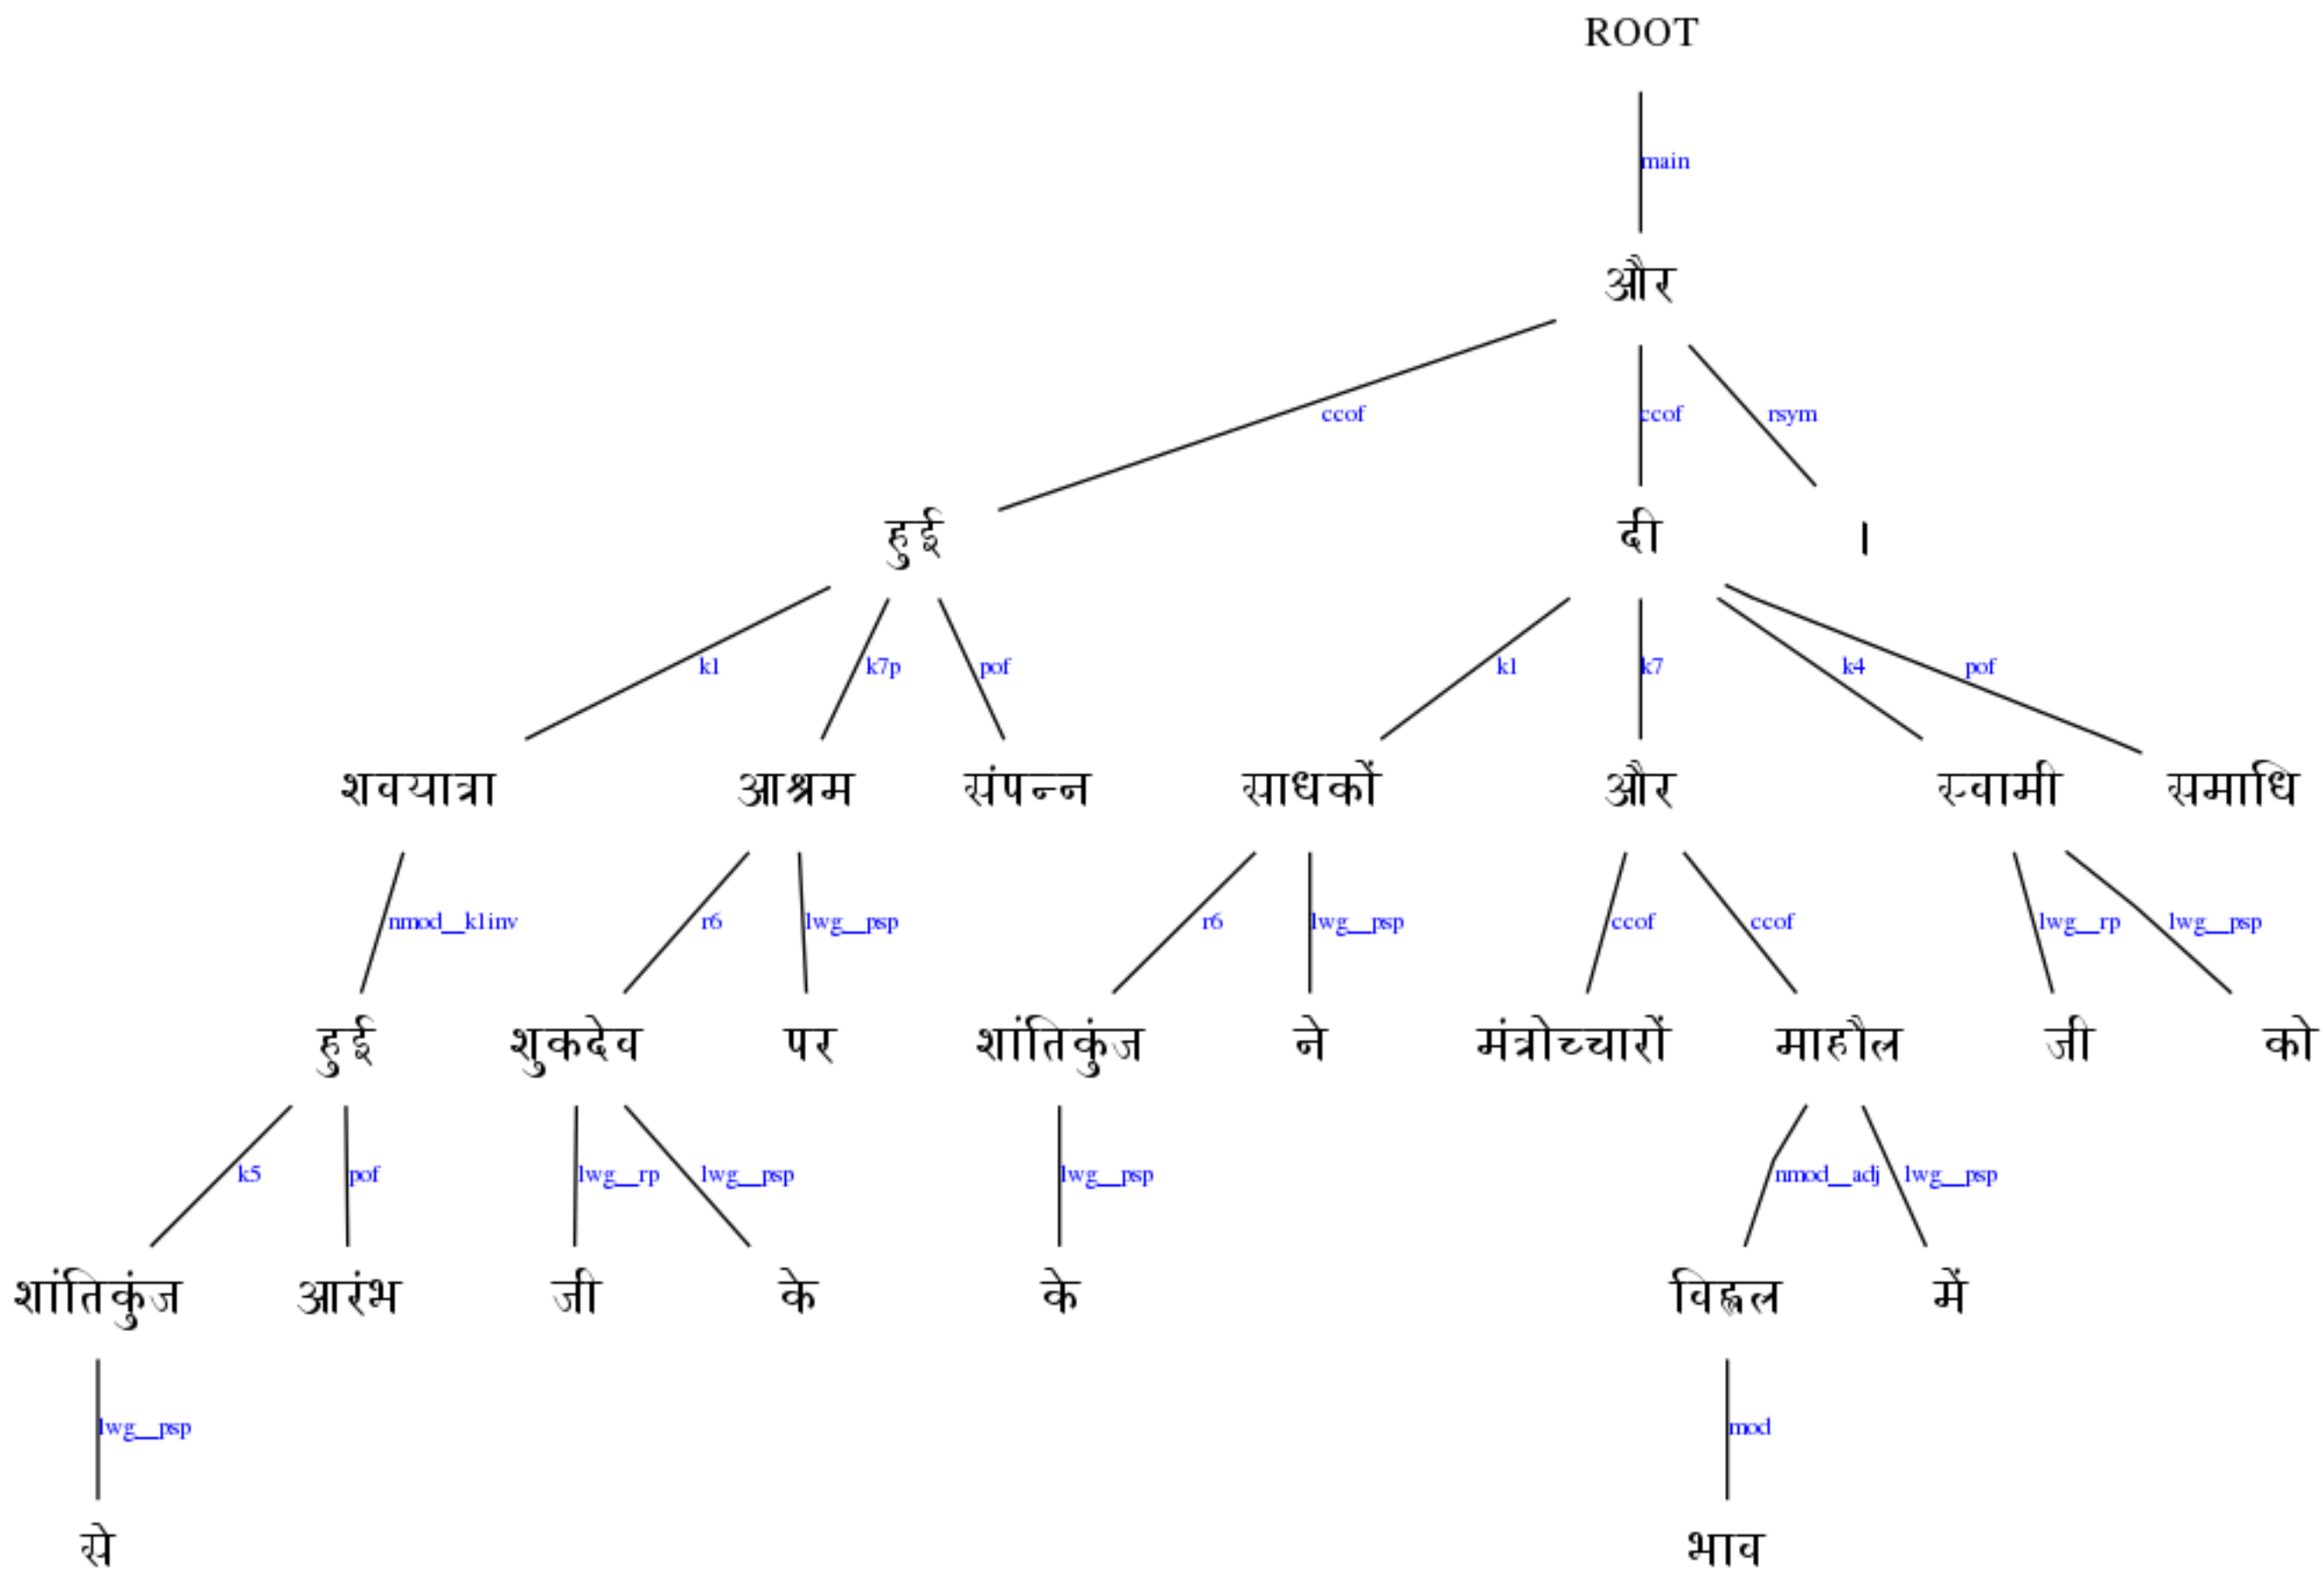 ROOT
main
और
ccof ccof rsym
हुई दी ।
k1 k7p pof k1 k7 k4 pof
शवयात्रा आश्रम संपन्न साधकों और स्वामी समाधि
nmod__k1inv r6 lwg__psp r6 lwg__psp ccof ccof lwg__rp lwg__psp
हुई शुकदेव पर शांतिकुंज ने मंत्रोच्चारों माहौल जी को
k5 pof lwg__rp lwg__psp lwg__psp nmod__adj lwg__psp
शांतिकुंज आरंभ जी के के विह्वल में
lwg__psp mod
से भाव